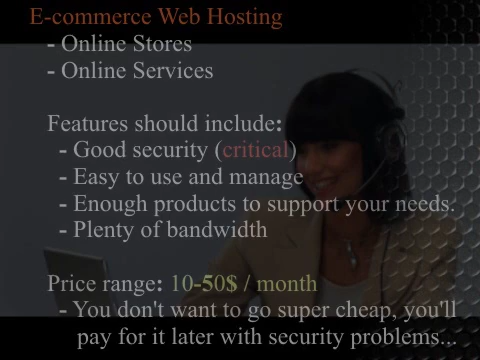 E-commerce Web Hosting
- Online Stores
- Online Services
Features should include:
- Good security (critical)
- Easy to use and manage
- Enough products to support your needs.
- Plenty of bandwidth
Price range: 10-50$ / month
- You don't want to go super cheap, you'll
pay for it later with security problems...